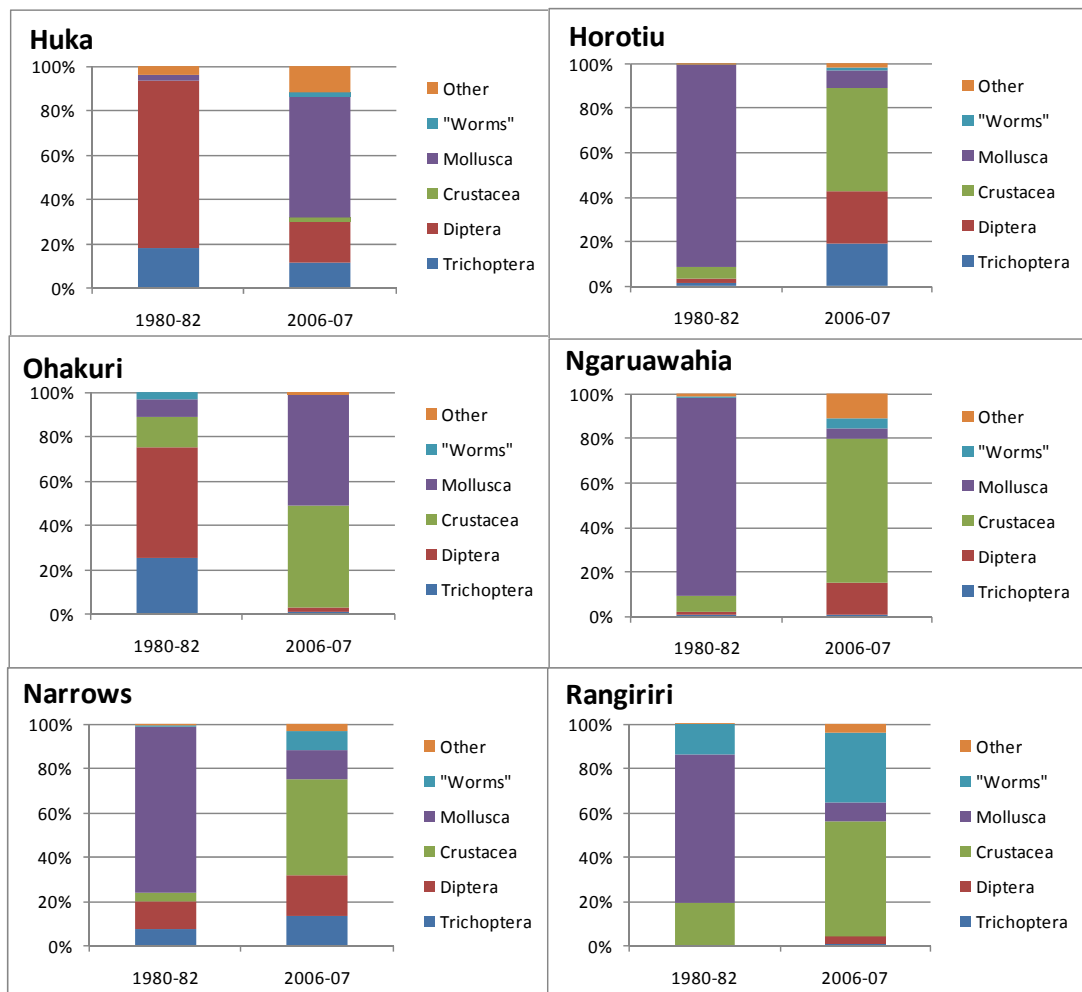 Huka
100%
80%
60%
40%
20%
0%
1980-82 2006-07
Other
"Worms"
Mollusca
Crustacea
Diptera
Trichoptera
Horotiu
100%
80%
60%
40%
20%
0%
1980-82 2006-07
Other
"Worms"
Mollusca
Crustacea
Diptera
Trichoptera
Ohakuri
100%
80%
60%
40%
20%
0%
1980-82 2006-07
Other
"Worms"
Mollusca
Crustacea
Diptera
Trichoptera
Ngaruawahia
100%
80%
60%
40%
20%
0%
1980-82 2006-07
Other
"Worms"
Mollusca
Crustacea
Diptera
Trichoptera
Narrows
100%
80%
60%
40%
20%
0%
1980-82 2006-07
Other
"Worms"
Mollusca
Crustacea
Diptera
Trichoptera
Rangiriri
100%
80%
60%
40%
20%
0%
1980-82 2006-07
Other
"Worms"
Mollusca
Crustacea
Diptera
Trichoptera